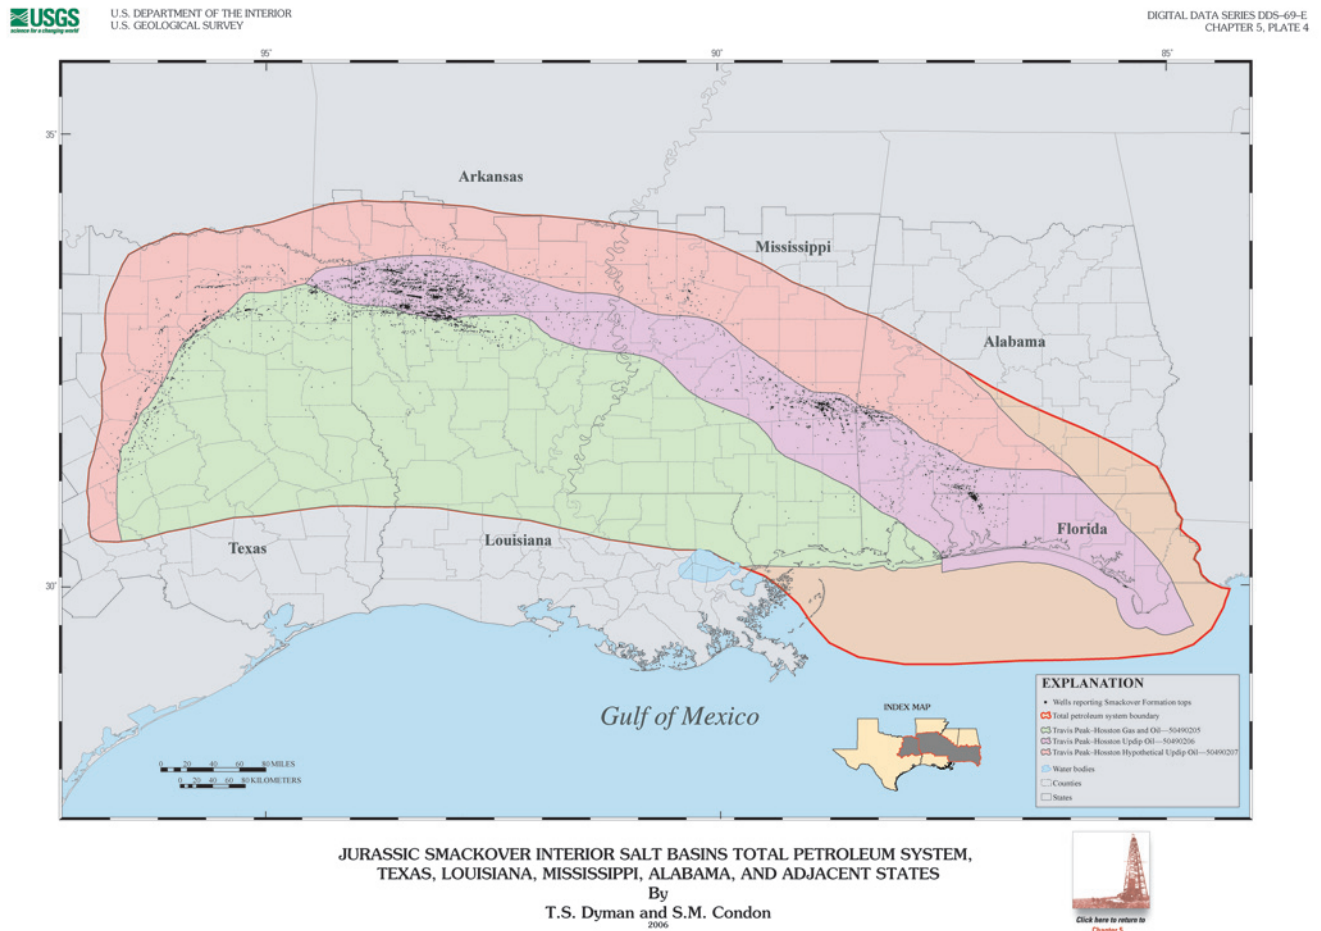 USGS
science for a changing world
U.S. DEPARTMENT OF THE INTERIOR
U.S. GEOLOGICAL SURVEY
DIGITAL DATA SERIES DDS–69–E
CHAPTER 5, PLATE 4
95°
90°
85°
35°
Arkansas
Mississippi
Alabama
Florida
Louisiana
Texas
30°
Gulf of Mexico
0 20 40 60 80 MILES
0 20 40 60 80 KILOMETERS
INDEX MAP
EXPLANATION
Wells reporting Smackover Formation tops
Total petroleum system boundary
Travis Peak–Houston Gas and Oil—50490205
Travis Peak–Houston Updip Oil—50490206
Travis Peak–Houston Hypothetical Updip Oil—50490207
Water bodies
Counties
States
JURASSIC SMACKOVER INTERIOR SALT BASINS TOTAL PETROLEUM SYSTEM,
TEXAS, LOUISIANA, MISSISSIPPI, ALABAMA, AND ADJACENT STATES
By
T.S. Dyman and S.M. Condon
2006
Click here to return to
Chapter 5